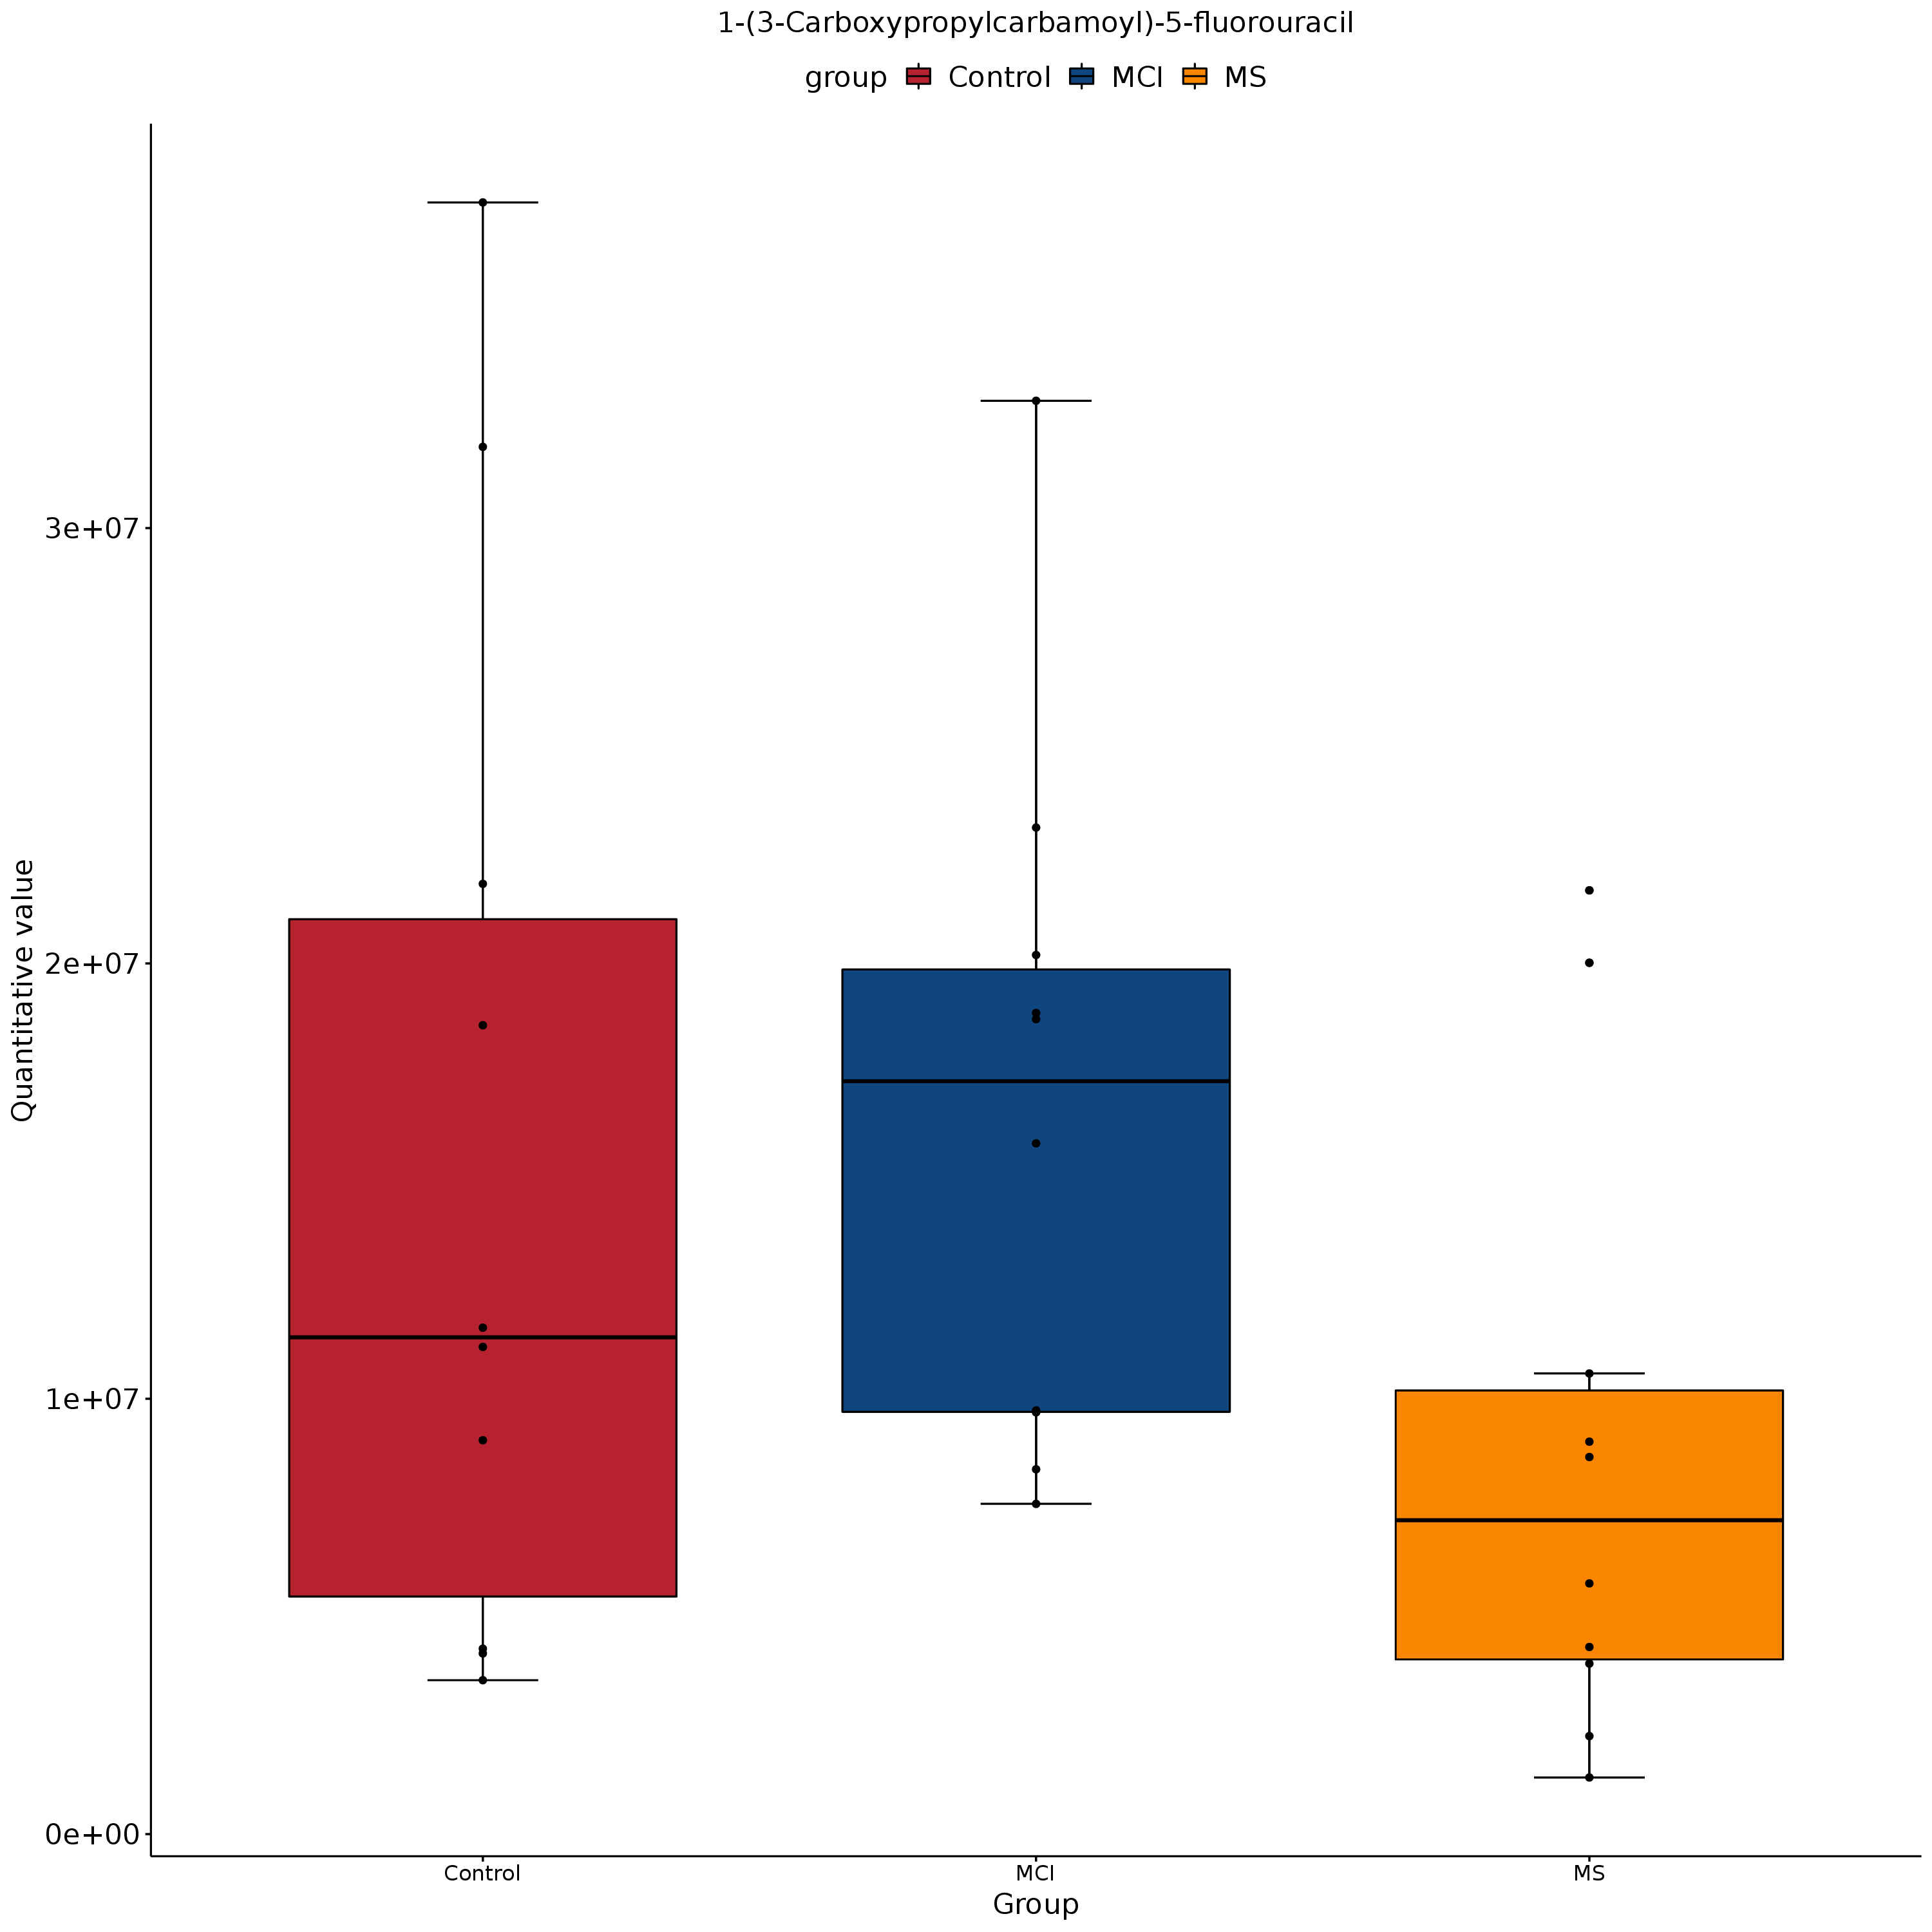 1-(3-Carboxypropylcarbamoyl)-5-fluorouracil
group Control MCI MS
Quantitative value
3e+07
2e+07
1e+07
0e+00
Control MCI MS
Group